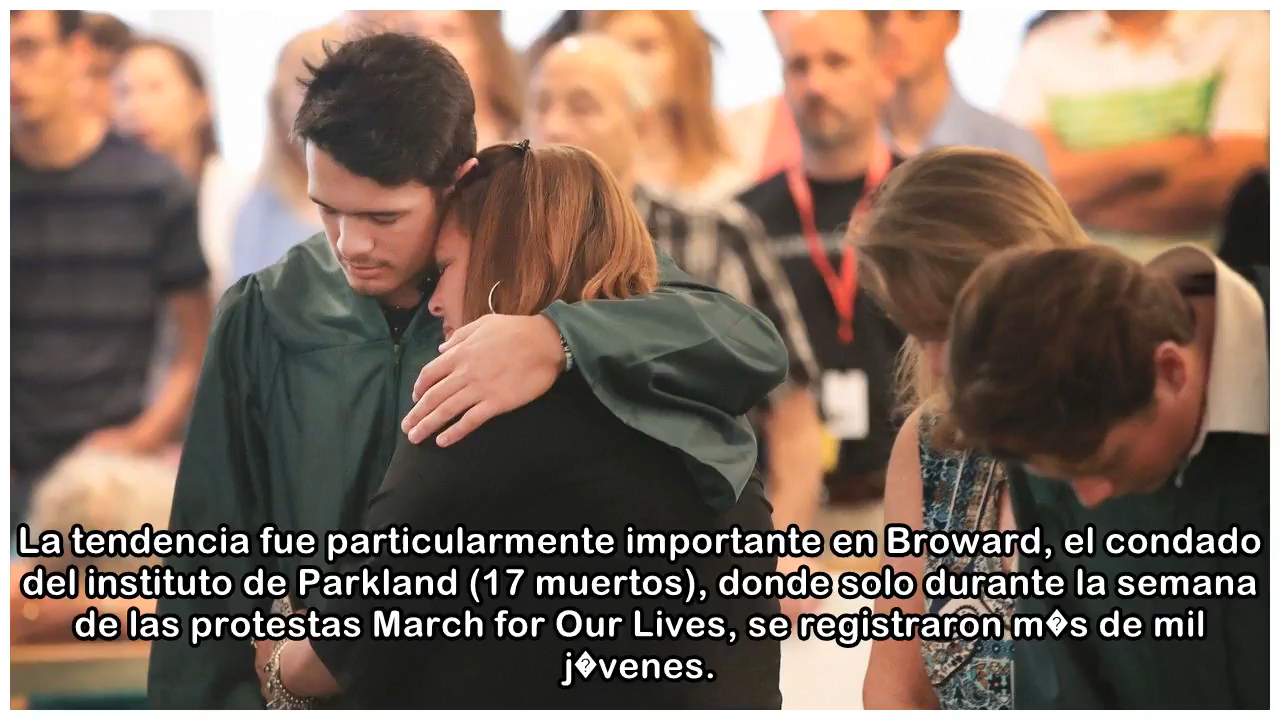 La tendencia fue particularmente importante en Broward, el condado
del instituto de Parkland (17 muertos), donde solo durante la semana
de las protestas March for Our Lives, se registraron m�s de mil
j�venes.